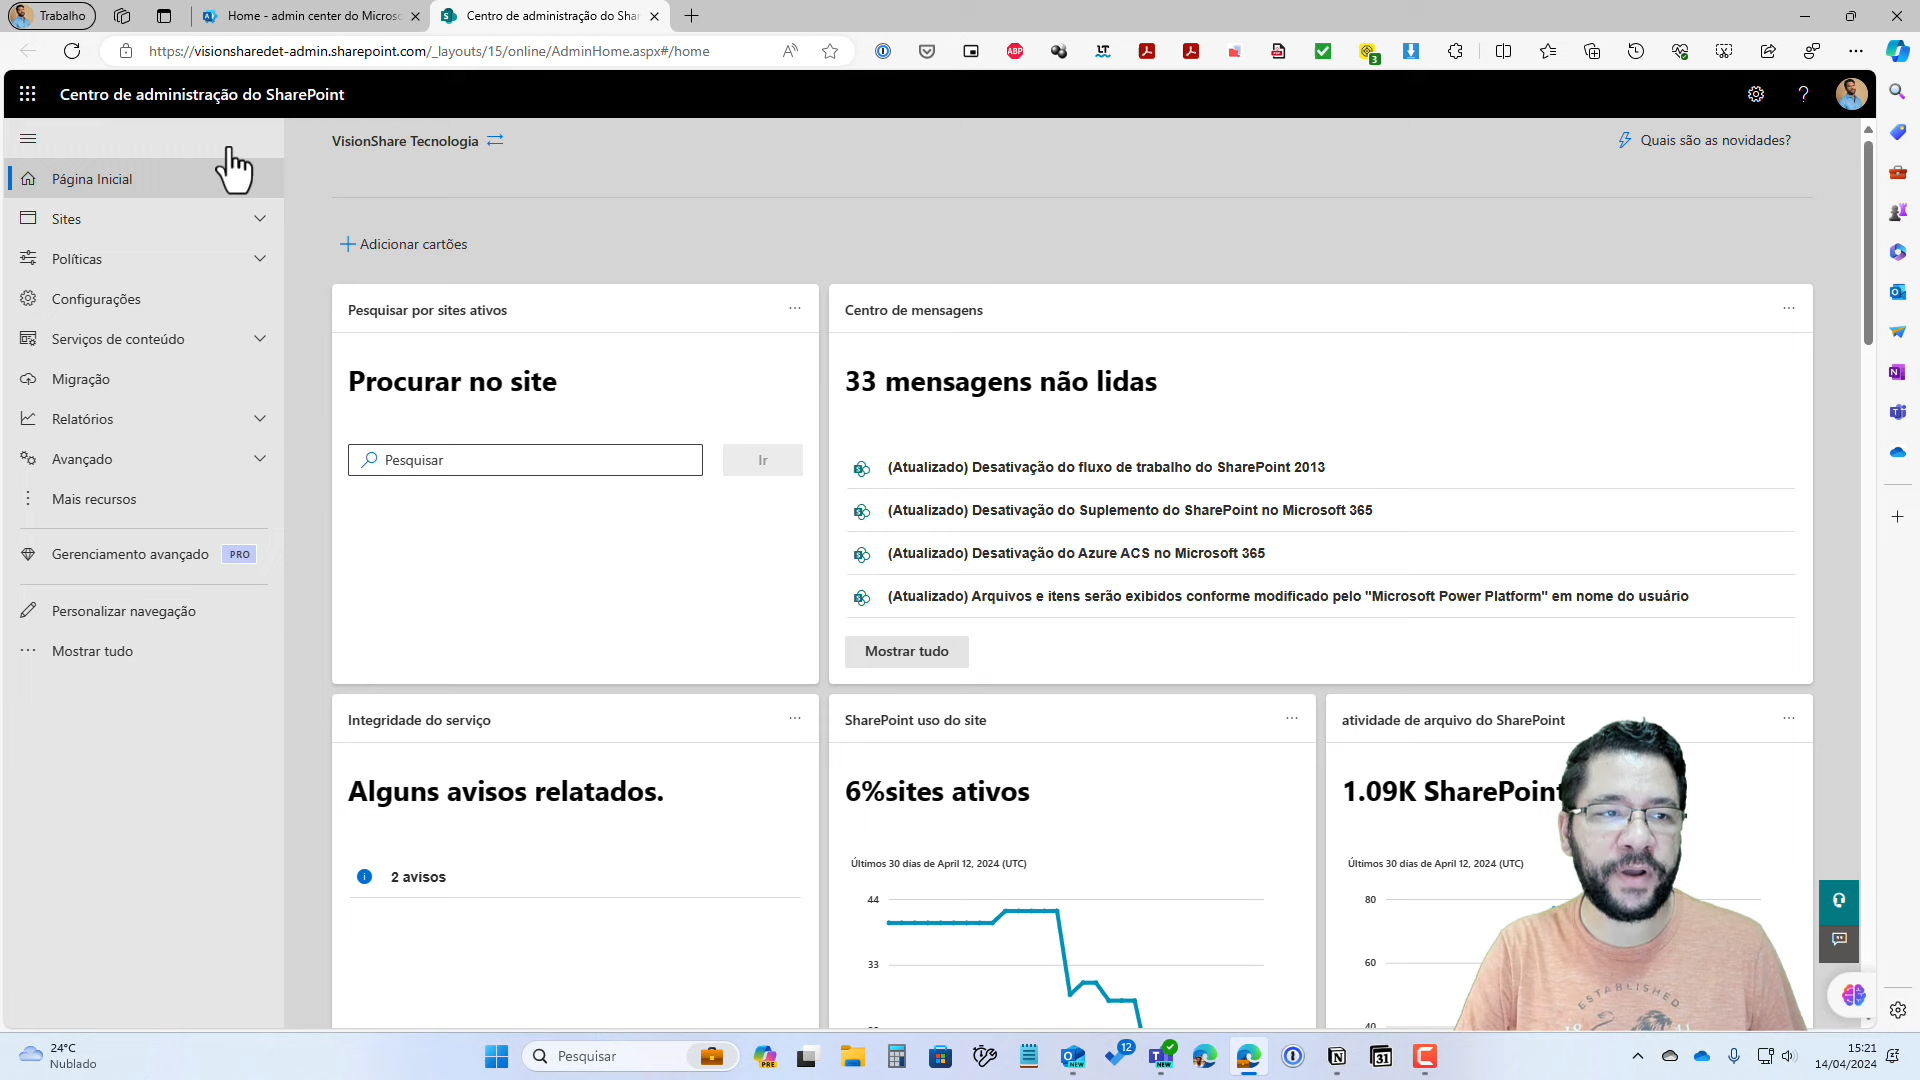 Trabalho
Home - admin center do Microso
Centro de administração do Shar
https://visionsharedet-admin.sharepoint.com/_layouts/15/online/AdminHome.aspx#/home
Centro de administração do SharePoint
VisionShare Tecnologia
Quais são as novidades?
Página Inicial
Sites
Políticas
Configurações
Serviços de conteúdo
Migração
Relatórios
Avançado
Mais recursos
Gerenciamento avançado PRO
Personalizar navegação
Mostrar tudo
Adicionar cartões
Pesquisar por sites ativos
Procurar no site
Pesquisar
Ir
Centro de mensagens
33 mensagens não lidas
(Atualizado) Desativação do fluxo de trabalho do SharePoint 2013
(Atualizado) Desativação do Suplemento do SharePoint no Microsoft 365
(Atualizado) Desativação do Azure ACS no Microsoft 365
(Atualizado) Arquivos e itens serão exibidos conforme modificado pelo "Microsoft Power Platform" em nome do usuário
Mostrar tudo
Integridade do serviço
Alguns avisos relatados.
2 avisos
SharePoint uso do site
6%sites ativos
Últimos 30 dias de April 12, 2024 (UTC)
44
33
atividade de arquivo do SharePoint
1.09K SharePoint
Últimos 30 dias de April 12, 2024 (UTC)
80
60
40
ESTABLISHED
24°C
Nublado
Pesquisar
12
31
15:21
14/04/2024